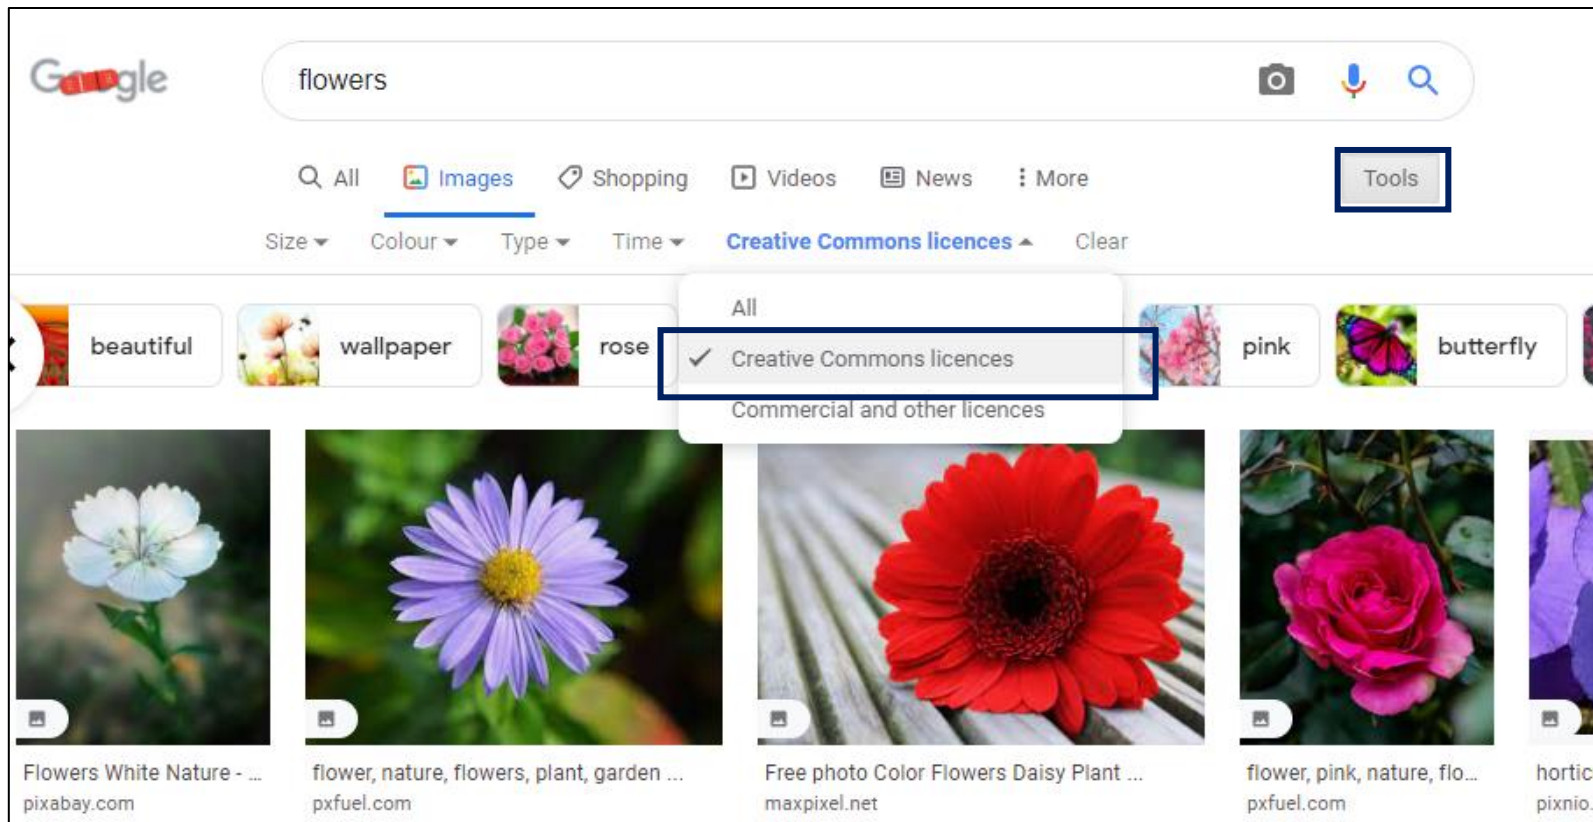 Google
flowers
All Images Shopping Videos News More Tools
Size Colour Type Time Creative Commons licences Clear
All
Creative Commons licences
Commercial and other licences
beautiful wallpaper rose pink butterfly
Flowers White Nature - ... flower, nature, flowers, plant, garden ... Free photo Color Flowers Daisy Plant ... flower, pink, nature, flo... hortic
pixabay.com pxfuel.com maxpixel.net pxfuel.com pixnio.